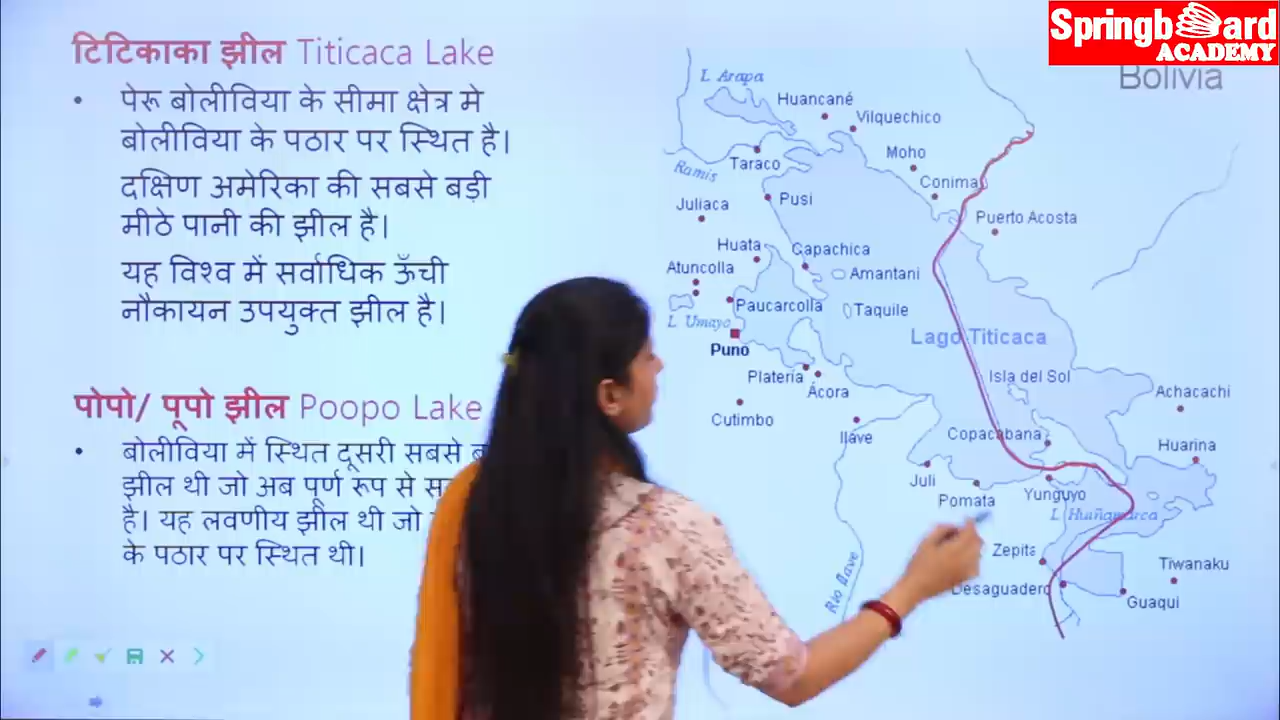 Springboard
ACADEMY
Bolivia
टिटिकाका झील Titicaca Lake
• पेरू बोलीविया के सीमा क्षेत्र मे
बोलीविया के पठार पर स्थित है।
दक्षिण अमेरिका की सबसे बड़ी
मीठे पानी की झील है।
यह विश्व में सर्वाधिक ऊँची
नौकायन उपयुक्त झील है।
पोपो/ पूपो झील Poopo Lake
• बोलीविया में स्थित दूसरी सबसे
झील थी जो अब पूर्ण रूप से
है। यह लवणीय झील थी जो
के पठार पर स्थित थी।
L. Arapa
Huancané
Vilquechico
Taraco
Moho
Ramis
Conima
Pusi
Juliaca
Puerto Acosta
Huata
Capachica
Atuncolla
Amantani
Paucarcolla
Taquile
L. Umayo
Puno
Lago Titicaca
Platería
Isla del Sol
Ácora
Achacachi
Cutimbo
Ilave
Copacabana
Huarina
Juli
Pomata
Yunguyo
L. Huiñamarca
Zepita
Tiwanaku
Río Ilave
Desaguadero
Guaqui